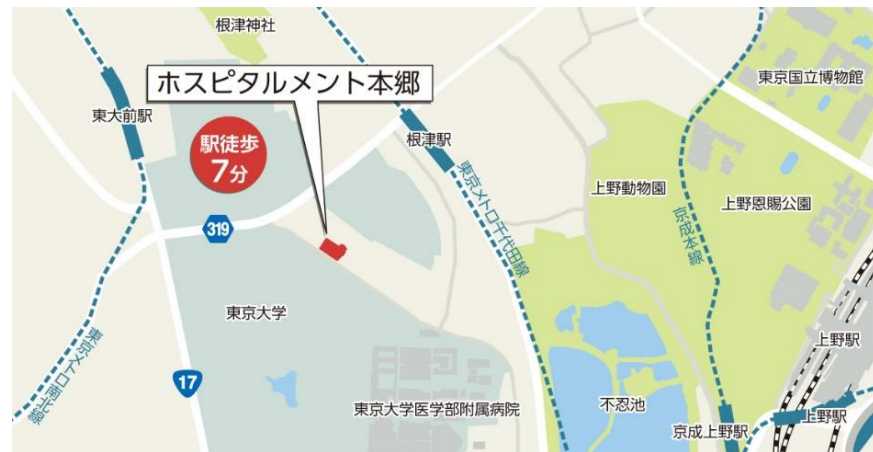 根津神社
ホスピタルメント本郷
東京国立博物館
東大前駅
駅徒歩
7分
根津駅
上野動物園
上野恩賜公園
東京メトロ千代田線
京成本線
319
東京大学
上野駅
東京メトロ南北線
17
東京大学医学部附属病院
不忍池
京成上野駅
上野駅